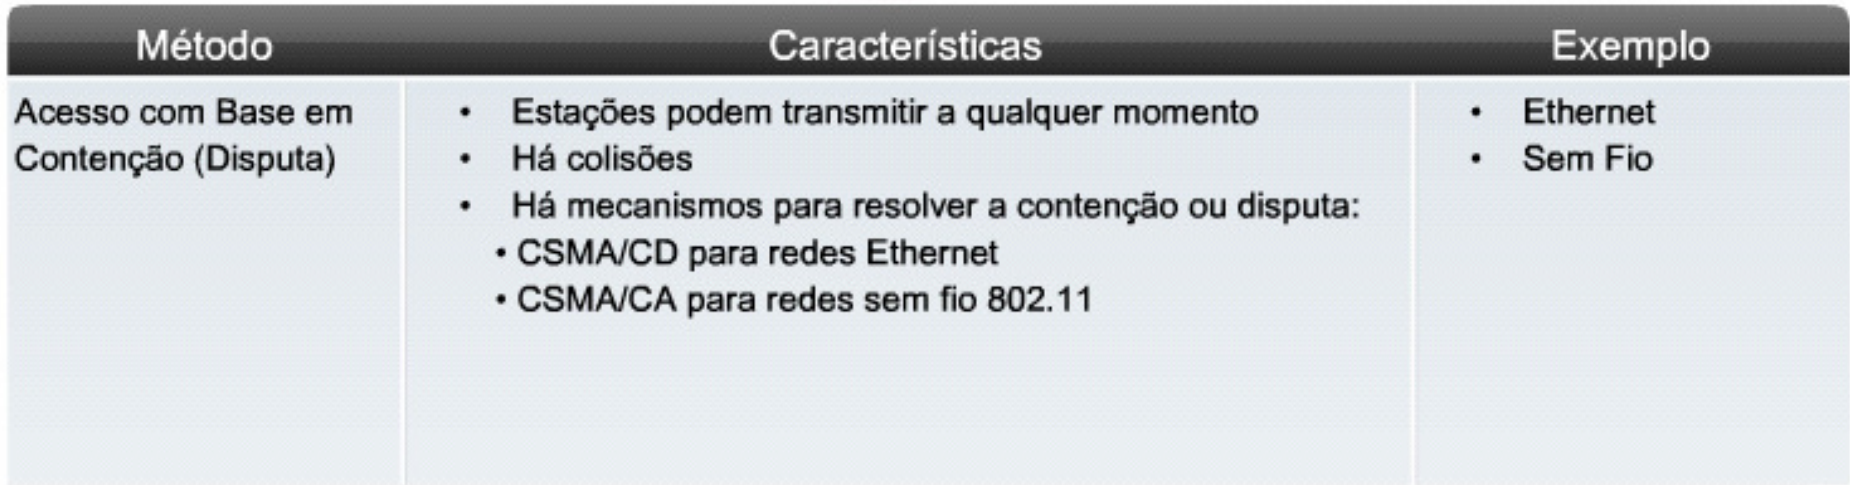 Método Características Exemplo
Acesso com Base em
Contenção (Disputa)
• Estações podem transmitir a qualquer momento
• Há colisões
• Há mecanismos para resolver a contenção ou disputa:
• CSMA/CD para redes Ethernet
• CSMA/CA para redes sem fio 802.11
• Ethernet
• Sem Fio